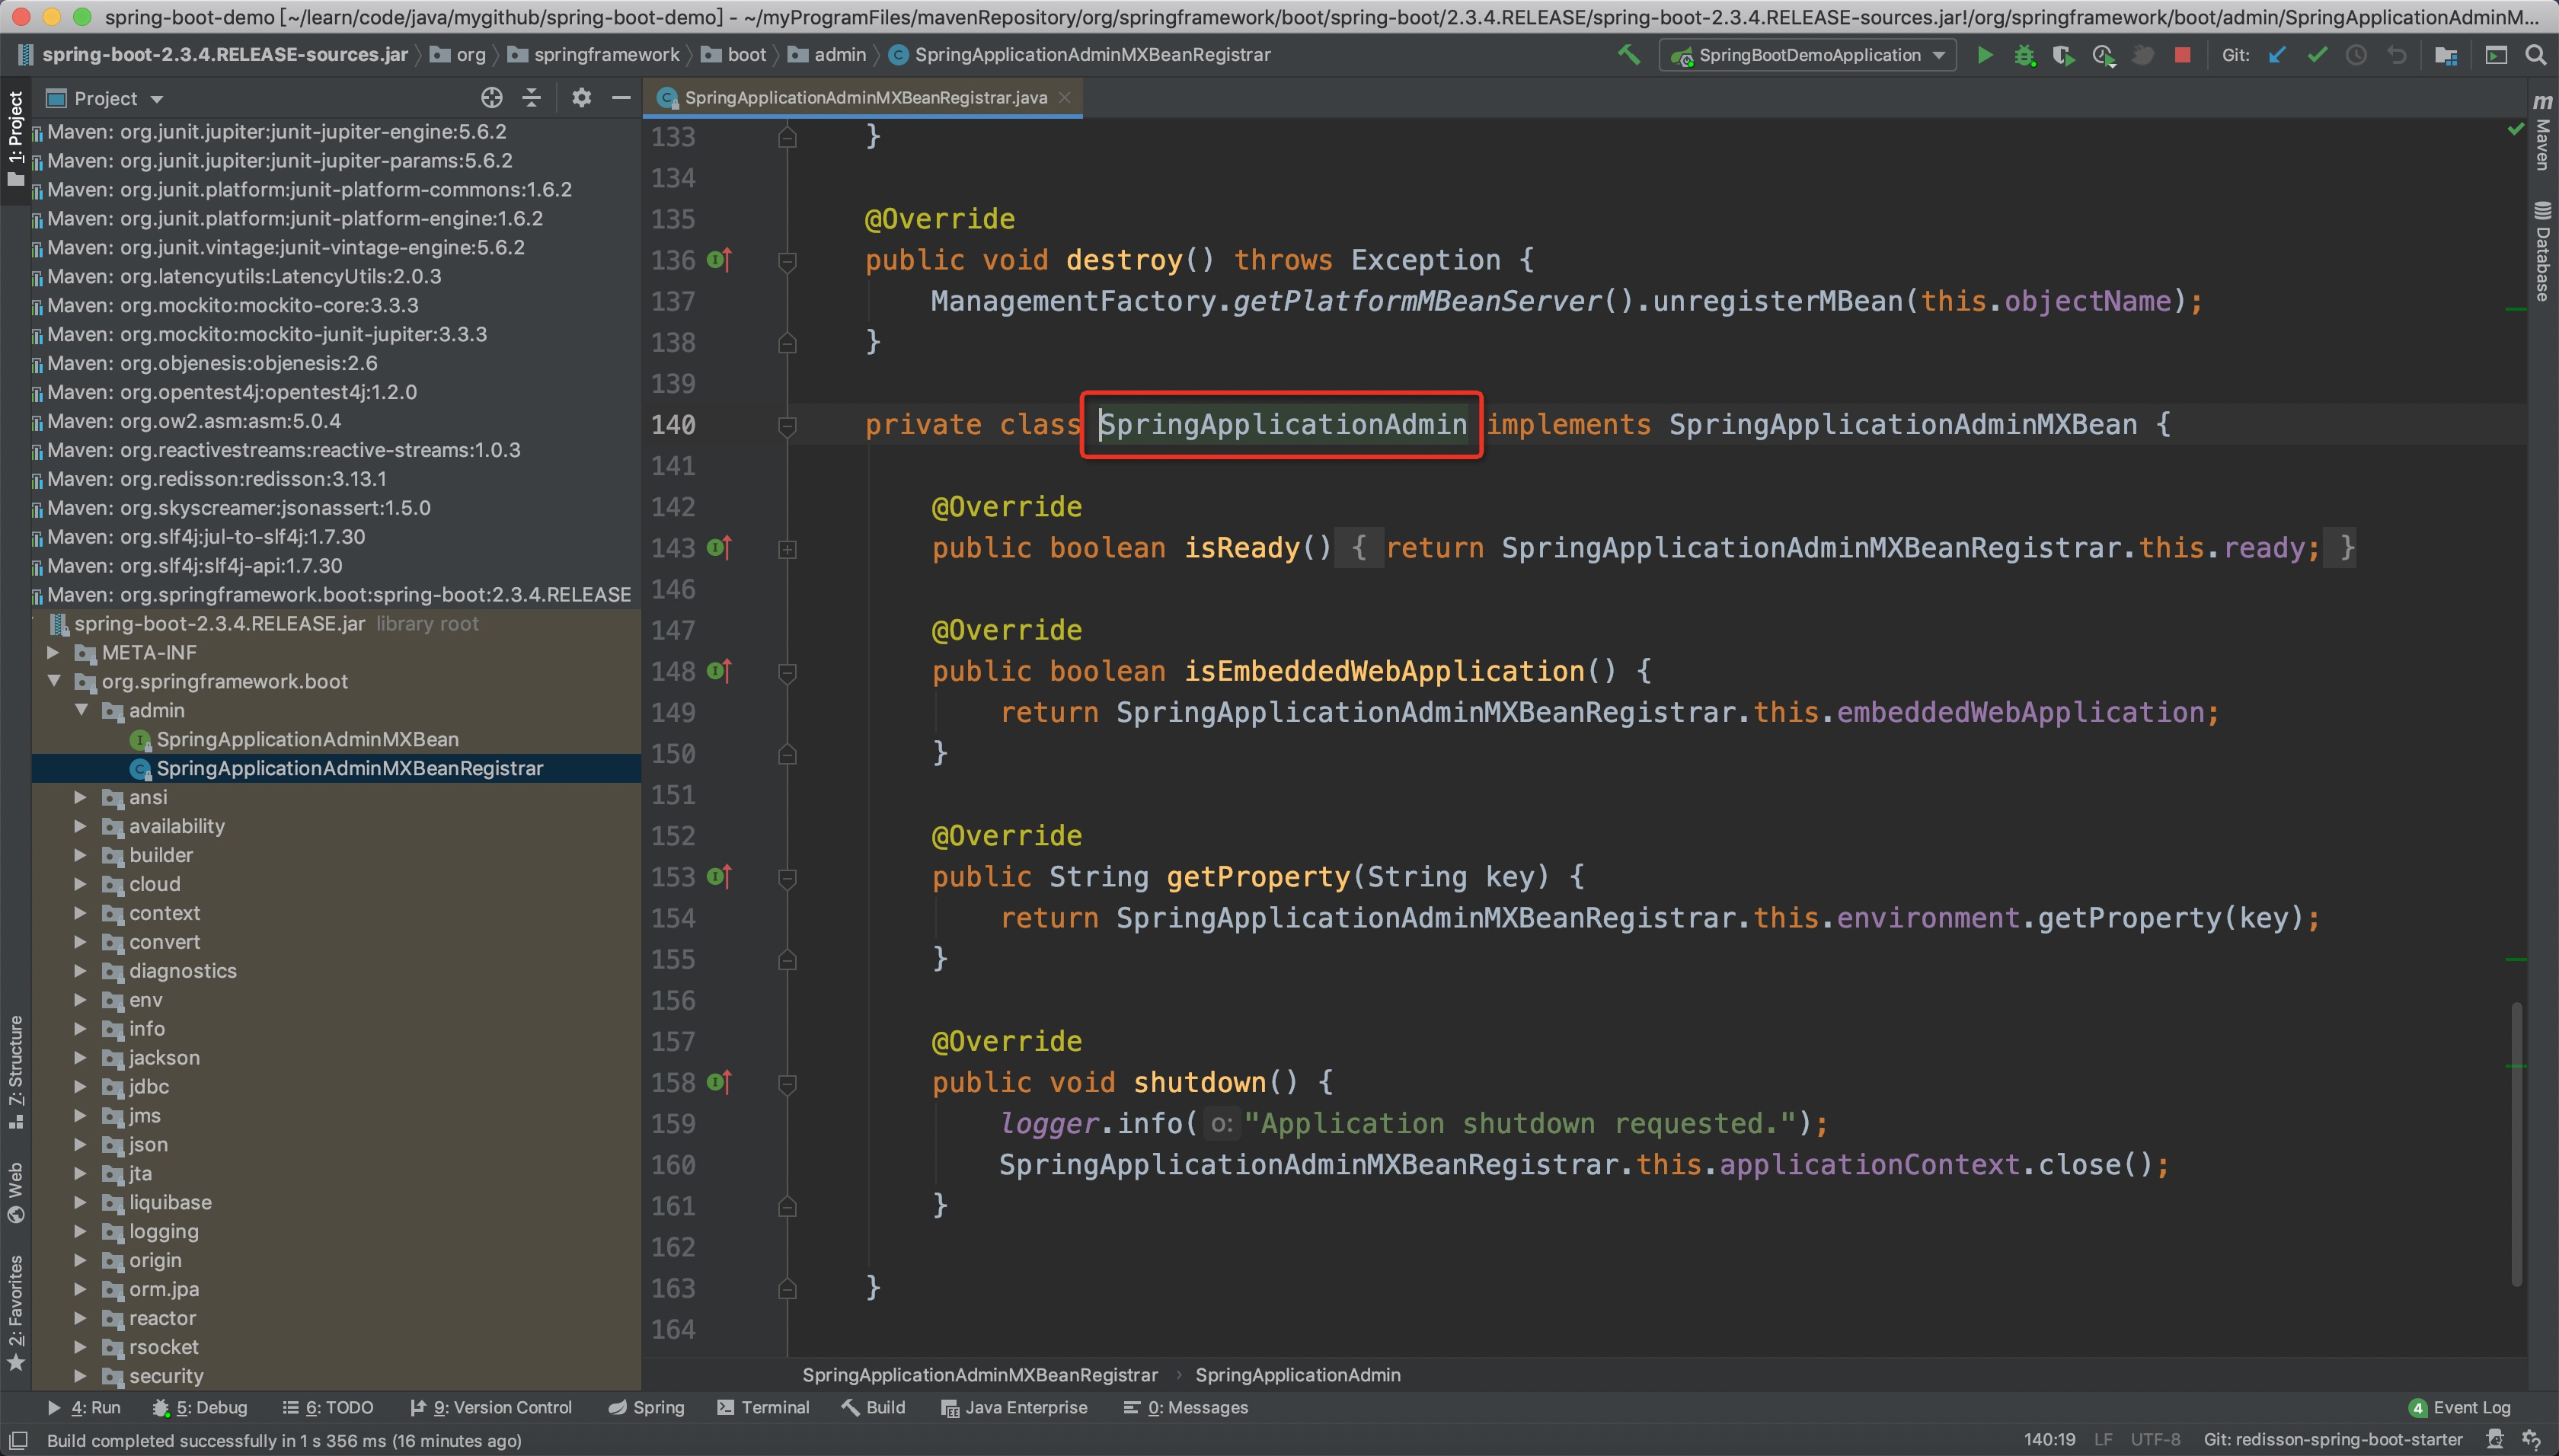 spring-boot-demo [~/learn/code/java/mygithub/spring-boot-demo] - ~/myProgramFiles/mavenRepository/org/springframework/boot/spring-boot/2.3.4.RELEASE/spring-boot-2.3.4.RELEASE-sources.jar!/org/springframework/boot/admin/SpringApplicationAdminM...
spring-boot-2.3.4.RELEASE-sources.jar org springframework boot admin SpringApplicationAdminMXBeanRegistrar SpringBootDemoApplication Git:
1: Project
Project
Maven: org.junit.jupiter:junit-jupiter-engine:5.6.2
Maven: org.junit.jupiter:junit-jupiter-params:5.6.2
Maven: org.junit.platform:junit-platform-commons:1.6.2
Maven: org.junit.platform:junit-platform-engine:1.6.2
Maven: org.junit.vintage:junit-vintage-engine:5.6.2
Maven: org.latencyutils:LatencyUtils:2.0.3
Maven: org.mockito:mockito-core:3.3.3
Maven: org.mockito:mockito-junit-jupiter:3.3.3
Maven: org.objenesis:objenesis:2.6
Maven: org.opentest4j:opentest4j:1.2.0
Maven: org.ow2.asm:asm:5.0.4
Maven: org.reactivestreams:reactive-streams:1.0.3
Maven: org.redisson:redisson:3.13.1
Maven: org.skyscreamer:jsonassert:1.5.0
Maven: org.slf4j:jul-to-slf4j:1.7.30
Maven: org.slf4j:slf4j-api:1.7.30
Maven: org.springframework.boot:spring-boot:2.3.4.RELEASE
spring-boot-2.3.4.RELEASE.jar library root
META-INF
org.springframework.boot
admin
SpringApplicationAdminMXBean
SpringApplicationAdminMXBeanRegistrar
ansi
availability
builder
cloud
context
convert
diagnostics
env
info
jackson
jdbc
jms
json
jta
liquibase
logging
origin
orm.jpa
reactor
rsocket
security
7: Structure
Web
2: Favorites
SpringApplicationAdminMXBeanRegistrar.java
133 }
134
135 @Override
136 public void destroy() throws Exception {
137 ManagementFactory.getPlatformMBeanServer().unregisterMBean(this.objectName);
138 }
139
140 private class SpringApplicationAdmin implements SpringApplicationAdminMXBean {
141
142 @Override
143 public boolean isReady() { return SpringApplicationAdminMXBeanRegistrar.this.ready; }
146
147 @Override
148 public boolean isEmbeddedWebApplication() {
149 return SpringApplicationAdminMXBeanRegistrar.this.embeddedWebApplication;
150 }
151
152 @Override
153 public String getProperty(String key) {
154 return SpringApplicationAdminMXBeanRegistrar.this.environment.getProperty(key);
155 }
156
157 @Override
158 public void shutdown() {
159 logger.info( o: "Application shutdown requested.");
160 SpringApplicationAdminMXBeanRegistrar.this.applicationContext.close();
161 }
162
163 }
164
SpringApplicationAdminMXBeanRegistrar › SpringApplicationAdmin
m Maven
Database
4: Run 5: Debug 6: TODO 9: Version Control Spring Terminal Build Java Enterprise 0: Messages 4 Event Log
Build completed successfully in 1 s 356 ms (16 minutes ago) 140:19 LF UTF-8 Git: redisson-spring-boot-starter